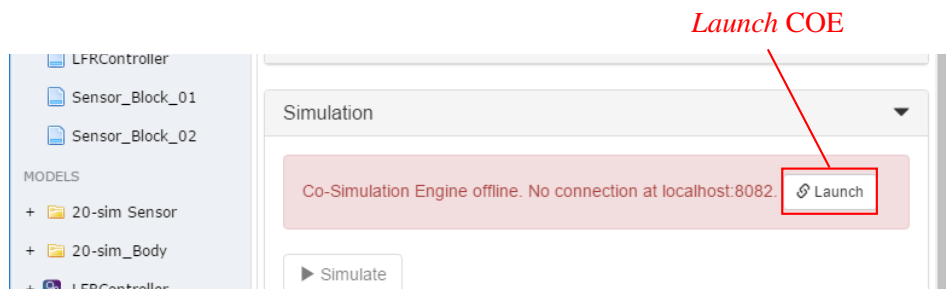 Launch COE
LFRController
Sensor_Block_01
Sensor_Block_02
MODELS
+ 20-sim Sensor
+ 20-sim_Body
+ LFRController
Simulation
Co-Simulation Engine offline. No connection at localhost:8082.
Launch
Simulate